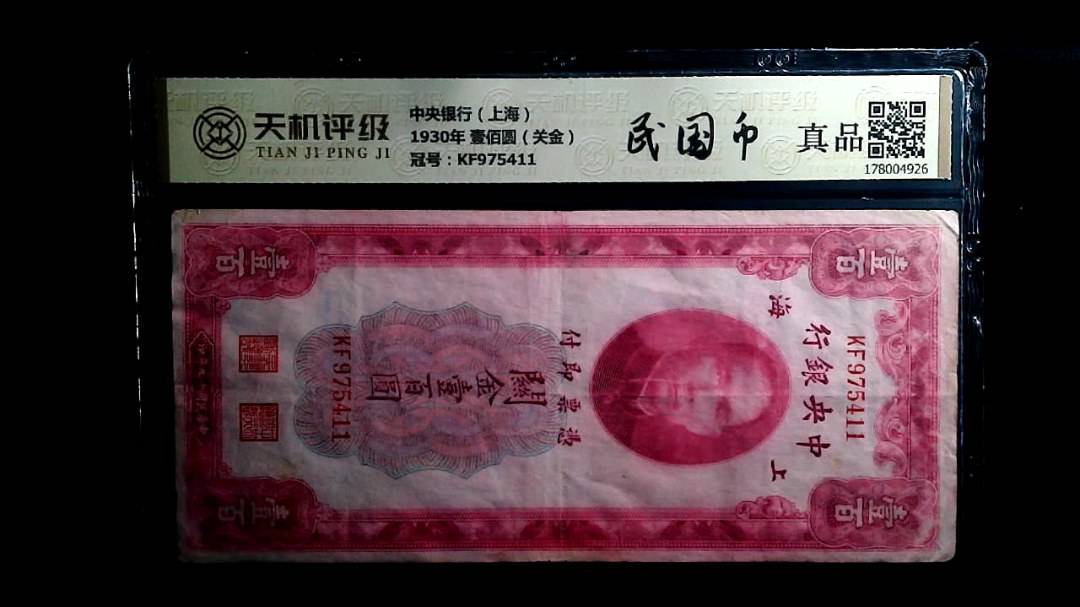 天机评级
TIAN JI PING JI
中央银行（上海）
1930年 壹佰圆（关金）
冠号：KF975411
民国币
真品
178004926
壹百
壹百
上海
中央銀行
KF975411
憑票即付
關金壹百圓
KF975411
壹百
壹百